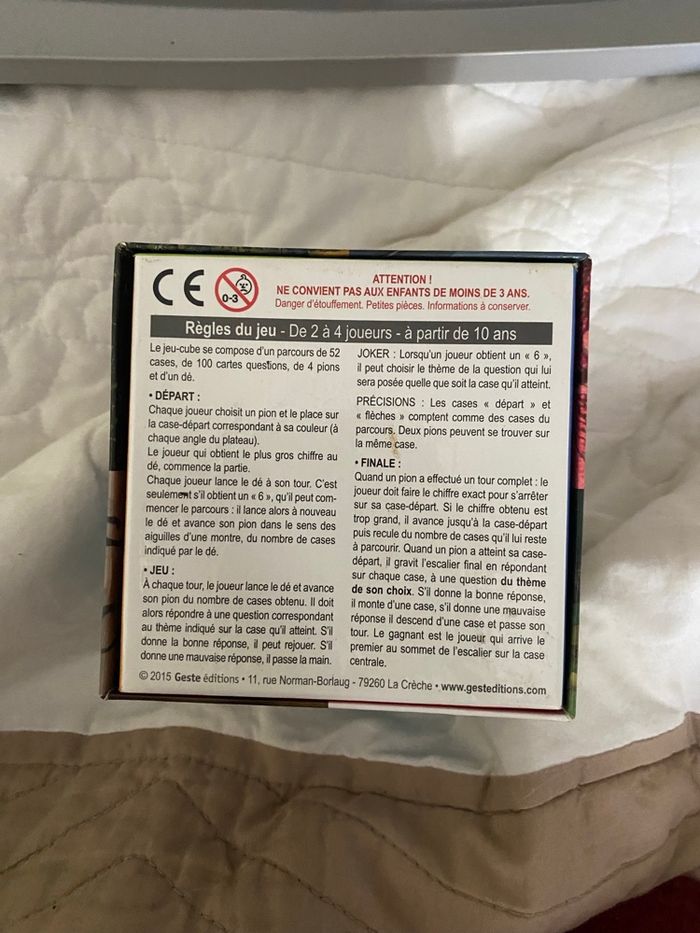 CE
0-3
ATTENTION !
NE CONVIENT PAS AUX ENFANTS DE MOINS DE 3 ANS.
Danger d'étouffement. Petites pièces. Informations à conserver.
Règles du jeu - De 2 à 4 joueurs - à partir de 10 ans
Le jeu-cube se compose d'un parcours de 52
cases, de 100 cartes questions, de 4 pions
et d'un dé.
• DÉPART :
Chaque joueur choisit un pion et le place sur
la case-départ correspondant à sa couleur (à
chaque angle du plateau).
Le joueur qui obtient le plus gros chiffre au
dé, commence la partie.
Chaque joueur lance le dé à son tour. C'est
seulement s'il obtient un « 6 », qu'il peut com-
mencer le parcours : il lance alors à nouveau
le dé et avance son pion dans le sens des
aiguilles d'une montre, du nombre de cases
indiqué par le dé.
• JEU :
À chaque tour, le joueur lance le dé et avance
son pion du nombre de cases obtenu. Il doit
alors répondre à une question correspondant
au thème indiqué sur la case qu'il atteint. S'il
donne la bonne réponse, il peut rejouer. S'il
donne une mauvaise réponse, il passe la main.
JOKER : Lorsqu'un joueur obtient un « 6 »,
il peut choisir le thème de la question qui lui
sera posée quelle que soit la case qu'il atteint.
PRÉCISIONS : Les cases « départ » et
« flèches » comptent comme des cases du
parcours. Deux pions peuvent se trouver sur
la même case.
• FINALE :
Quand un pion a effectué un tour complet : le
joueur doit faire le chiffre exact pour s'arrêter
sur sa case-départ. Si le chiffre obtenu est
trop grand, il avance jusqu'à la case-départ
puis recule du nombre de cases qu'il lui reste
à parcourir. Quand un pion a atteint sa case-
départ, il gravit l'escalier final en répondant
sur chaque case, à une question du thème
de son choix. S'il donne la bonne réponse,
il monte d'une case, s'il donne une mauvaise
réponse il descend d'une case et passe son
tour. Le gagnant est le joueur qui arrive le
premier au sommet de l'escalier sur la case
centrale.
© 2015 Geste éditions • 11, rue Norman-Borlaug - 79260 La Crèche • www.gesteditions.com